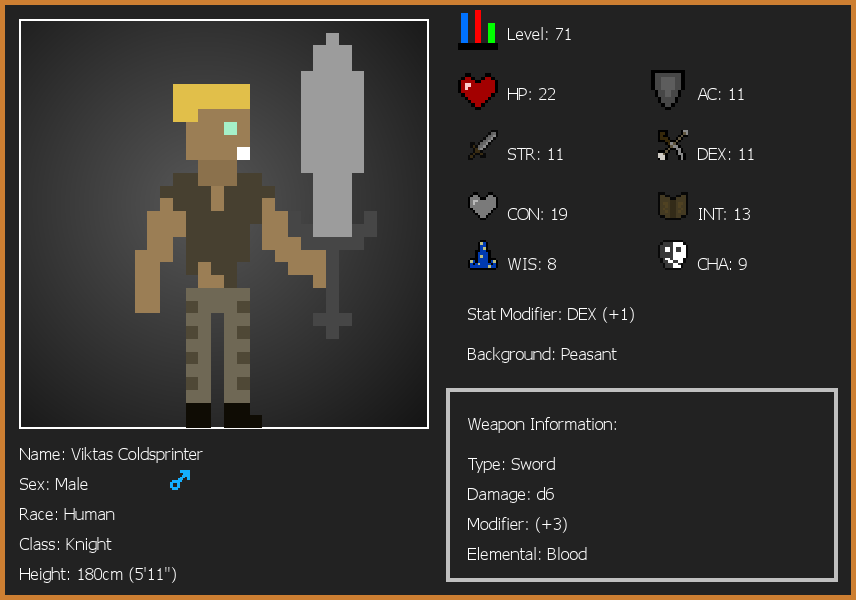 Level: 71
HP: 22
AC: 11
STR: 11
DEX: 11
CON: 19
INT: 13
WIS: 8
CHA: 9
Stat Modifier: DEX (+1)
Background: Peasant
Weapon Information:
Type: Sword
Damage: d6
Modifier: (+3)
Elemental: Blood
Name: Viktas Coldsprinter
Sex: Male
Race: Human
Class: Knight
Height: 180cm (5'11")